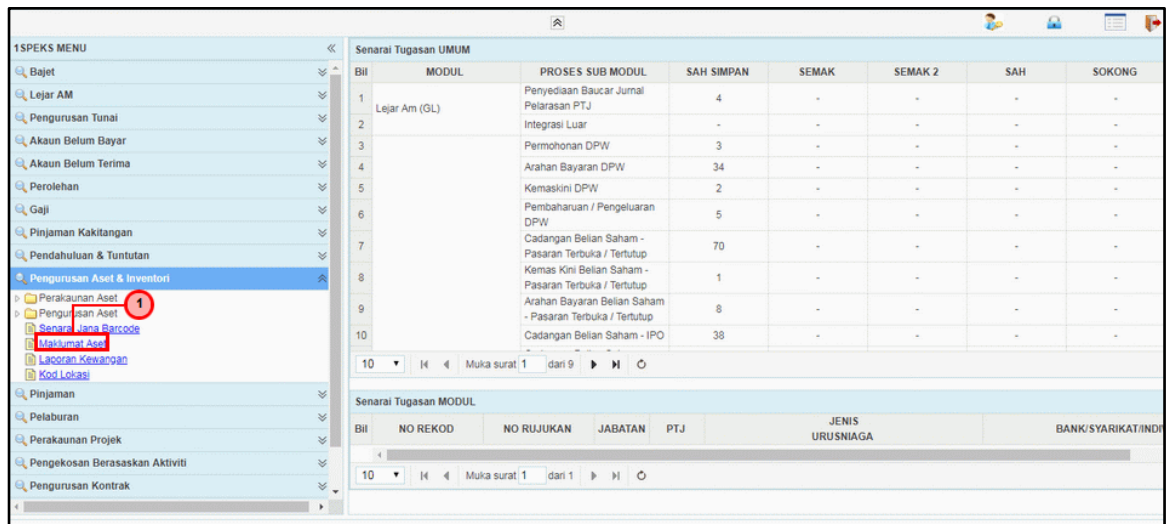 1SPEKS MENU
Bajet
Lejar AM
Pengurusan Tunai
Akaun Belum Bayar
Akaun Belum Terima
Perolehan
Gaji
Pinjaman Kakitangan
Pendahuluan & Tuntutan
Pengurusan Aset & Inventori
Perakaunan Aset
Pengurusan Aset
1
Senarai Jana Barcode
Maklumat Aset
Laporan Kewangan
Kod Lokasi
Pinjaman
Pelaburan
Perakaunan Projek
Pengekosan Berasaskan Aktiviti
Pengurusan Kontrak
Senarai Tugasan UMUM
Bil MODUL PROSES SUB MODUL SAH SIMPAN SEMAK SEMAK 2 SAH SOKONG
1 Lejar Am (GL) Penyediaan Baucar Jurnal
Pelarasan PTJ 4 - - - -
2 Integrasi Luar - - - - -
3 Permohonan DPW 3 - - - -
4 Arahan Bayaran DPW 34 - - - -
5 Kemaskini DPW 2 - - - -
6 Pembaharuan / Pengeluaran
DPW 5 - - - -
7 Cadangan Belian Saham -
Pasaran Terbuka / Tertutup 70 - - - -
8 Kemas Kini Belian Saham -
Pasaran Terbuka / Tertutup 1 - - - -
9 Arahan Bayaran Belian Saham
- Pasaran Terbuka / Tertutup 8 - - - -
10 Cadangan Belian Saham - IPO 38 - - - -
10 Muka surat 1 dari 9
Senarai Tugasan MODUL
Bil NO REKOD NO RUJUKAN JABATAN PTJ JENIS
URUSNIAGA BANK/SYARIKAT/INDI
10 Muka surat 1 dari 1